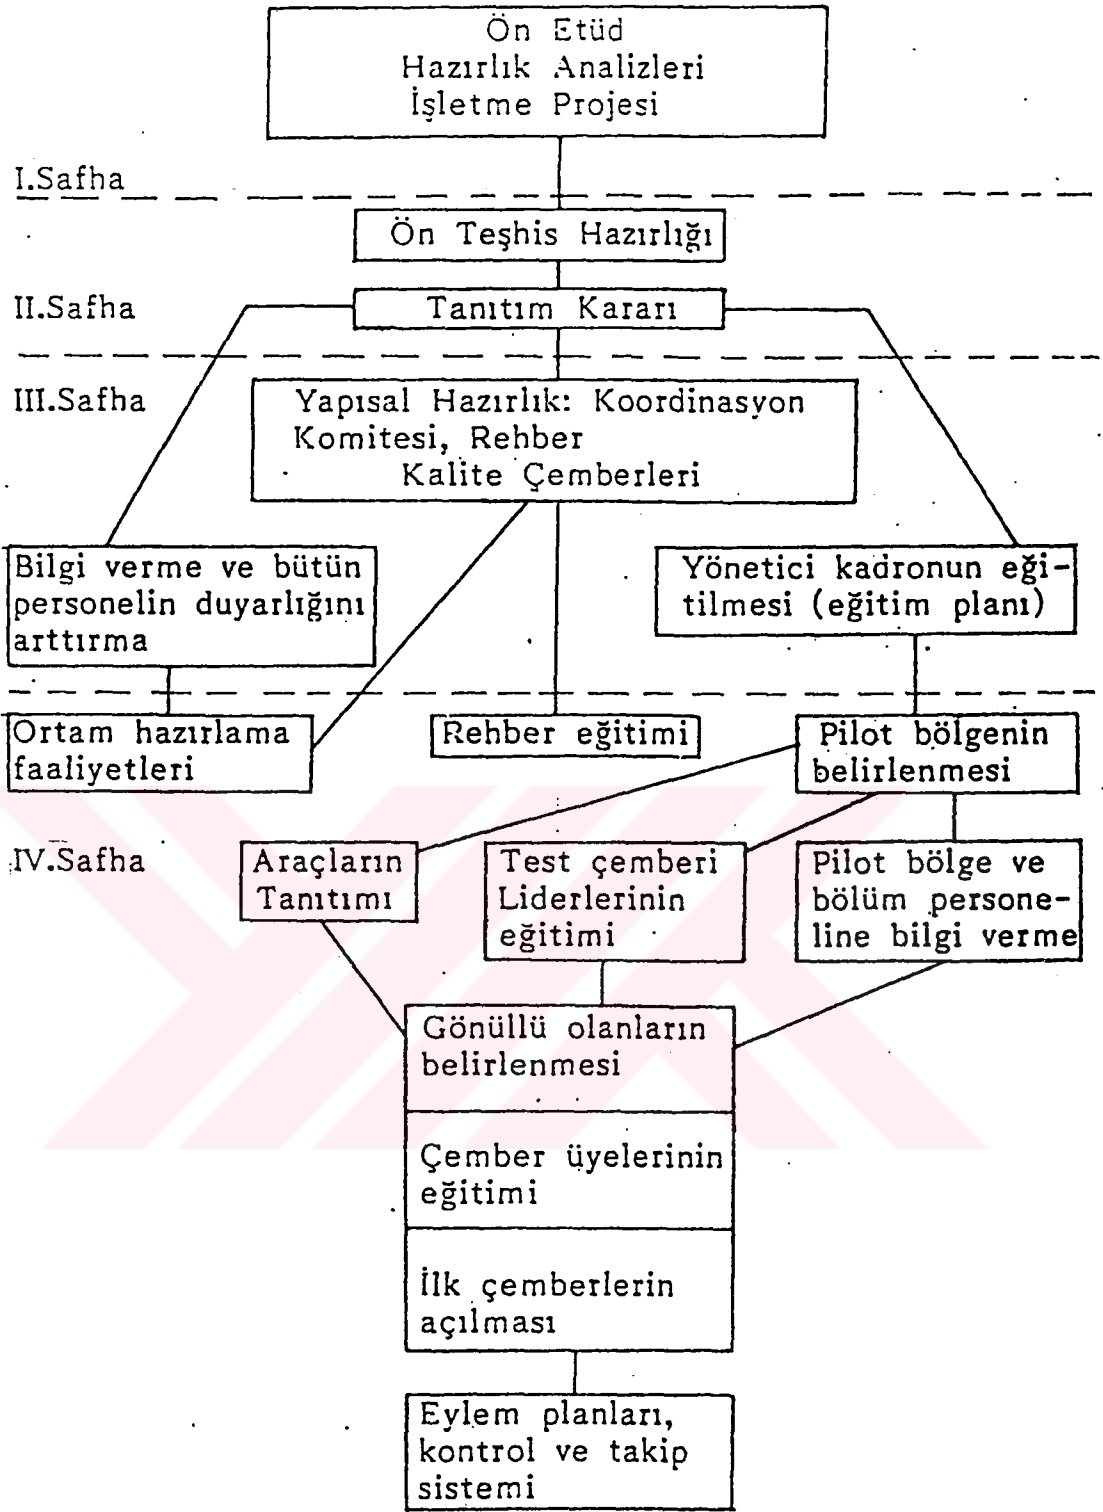 Ön Etüd
Hazırlık Analizleri
İşletme Projesi
I.Safha
Ön Teşhis Hazırlığı
II.Safha
Tanıtım Kararı
III.Safha
Yapısal Hazırlık: Koordinasyon
Komitesi, Rehber
Kalite Çemberleri
Bilgi verme ve bütün
personelin duyarlığını
arttırma
Yönetici kadronun eği-
tilmesi (eğitim planı)
Ortam hazırlama
faaliyetleri
Rehber eğitimi
Pilot bölgenin
belirlenmesi
IV.Safha
Araçların
Tanıtımı
Test çemberi
Liderlerinin
eğitimi
Pilot bölge ve
bölüm persone-
line bilgi verme
Gönüllü olanların
belirlenmesi
Çember üyelerinin
eğitimi
İlk çemberlerin
açılması
Eylem planları,
kontrol ve takip
sistemi